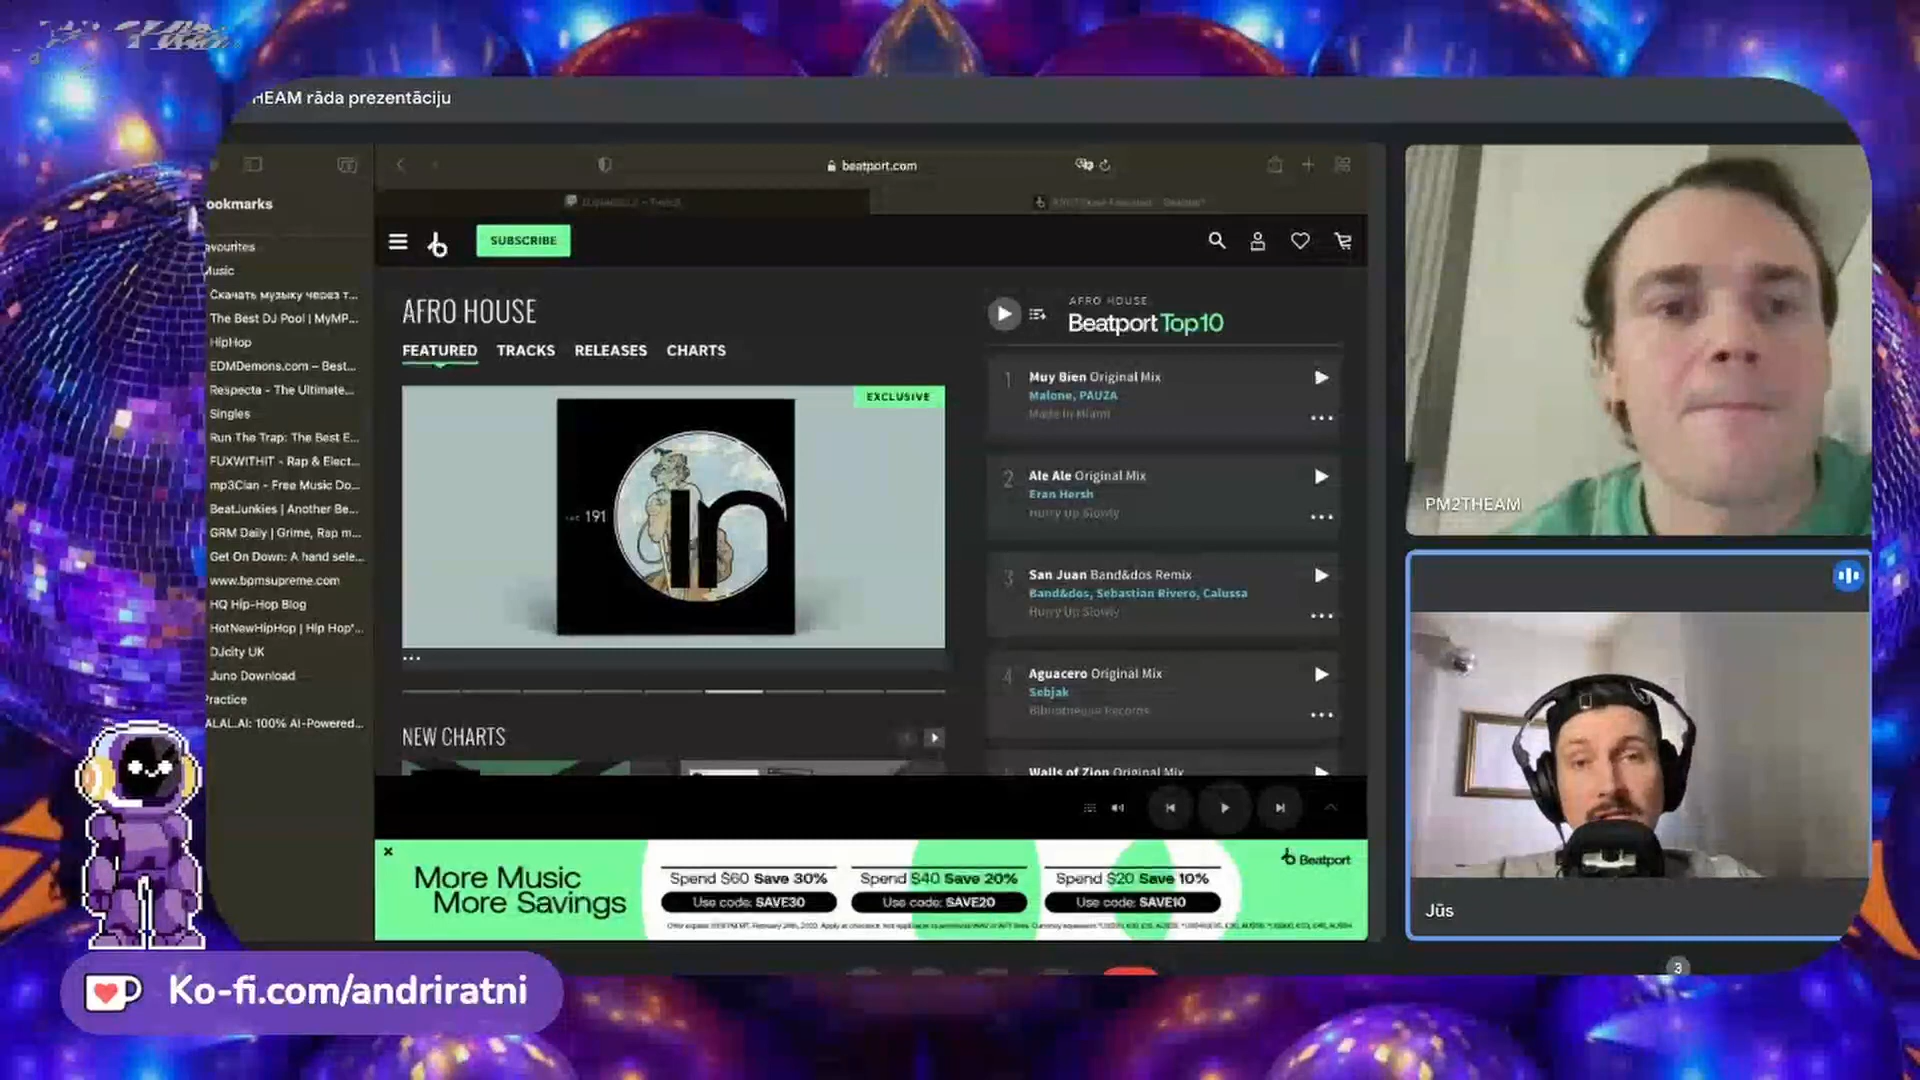 HEAM rāda prezentāciju
beatport.com
ookmarks
avourites
Music
Скачать музыку через т...
The Best DJ Pool | MyMP...
HipHop
EDMDemons.com – Best...
Respecta - The Ultimate...
Singles
Run The Trap: The Best E...
FUXWITHIT - Rap & Elect...
mp3Clan - Free Music Do...
BeatJunkies | Another Be...
GRM Daily | Grime, Rap m...
Get On Down: A hand sele...
www.bpmsupreme.com
HQ Hip-Hop Blog
HotNewHipHop | Hip Hop'...
DJcity UK
Juno Download
Practice
ALAL.AI: 100% AI-Powered...
SUBSCRIBE
AFRO HOUSE
FEATURED TRACKS RELEASES CHARTS
EXCLUSIVE
191
in
NEW CHARTS
AFRO HOUSE
Beatport Top10
1 Muy Bien Original Mix
Malone, PAUZA
Made In Miami
2 Ale Ale Original Mix
Eran Hersh
Hurry Up Slowly
3 San Juan Band&dos Remix
Band&dos, Sebastian Rivero, Calussa
Hurry Up Slowly
4 Aguacero Original Mix
Sebjak
Bibliotheque Records
Walls of Zion Original Mix
More Music
More Savings
Spend $60 Save 30%
Use code: SAVE30
Spend $40 Save 20%
Use code: SAVE20
Spend $20 Save 10%
Use code: SAVE10
Beatport
PM2THEAM
Jūs
3
Ko-fi.com/andriratni